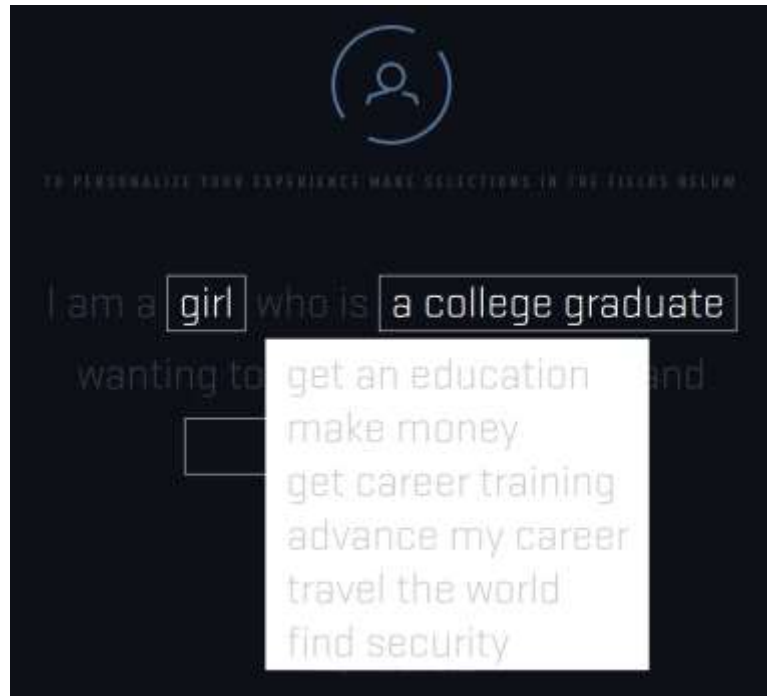 TO PERSONALIZE YOUR EXPERIENCE MAKE SELECTIONS IN THE FIELDS BELOW
I am a girl who is a college graduate
wanting to get an education and
make money
get career training
advance my career
travel the world
find security